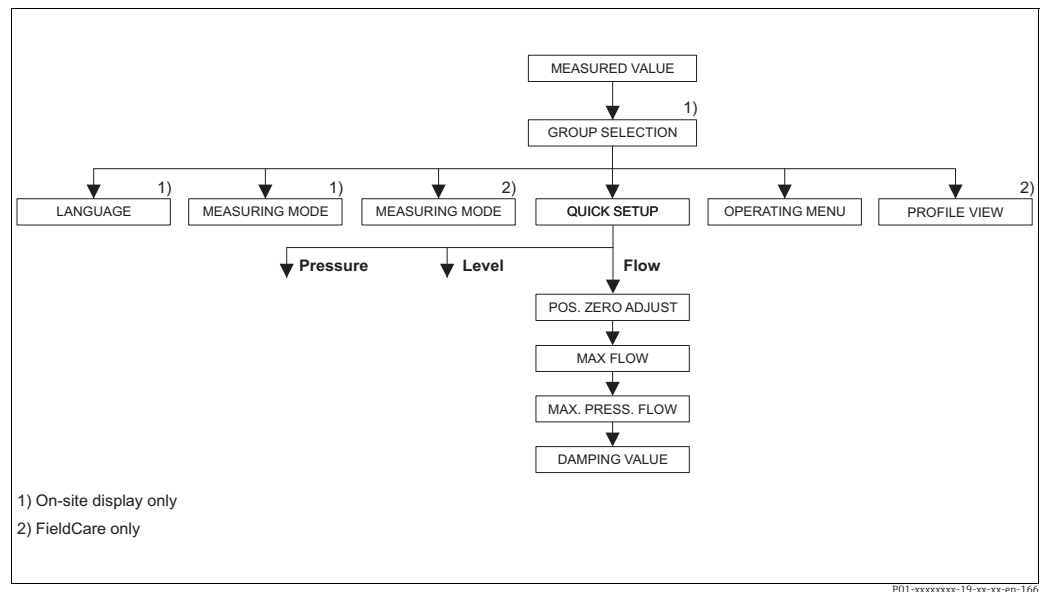 MEASURED VALUE
1)
GROUP SELECTION
1)
1)
2)
2)
LANGUAGE
MEASURING MODE
MEASURING MODE
QUICK SETUP
OPERATING MENU
PROFILE VIEW
Pressure
Level
Flow
POS. ZERO ADJUST
MAX FLOW
MAX. PRESS. FLOW
DAMPING VALUE
1) On-site display only
2) FieldCare only
P01-xxxxxxxx-19-xx-xx-en-166